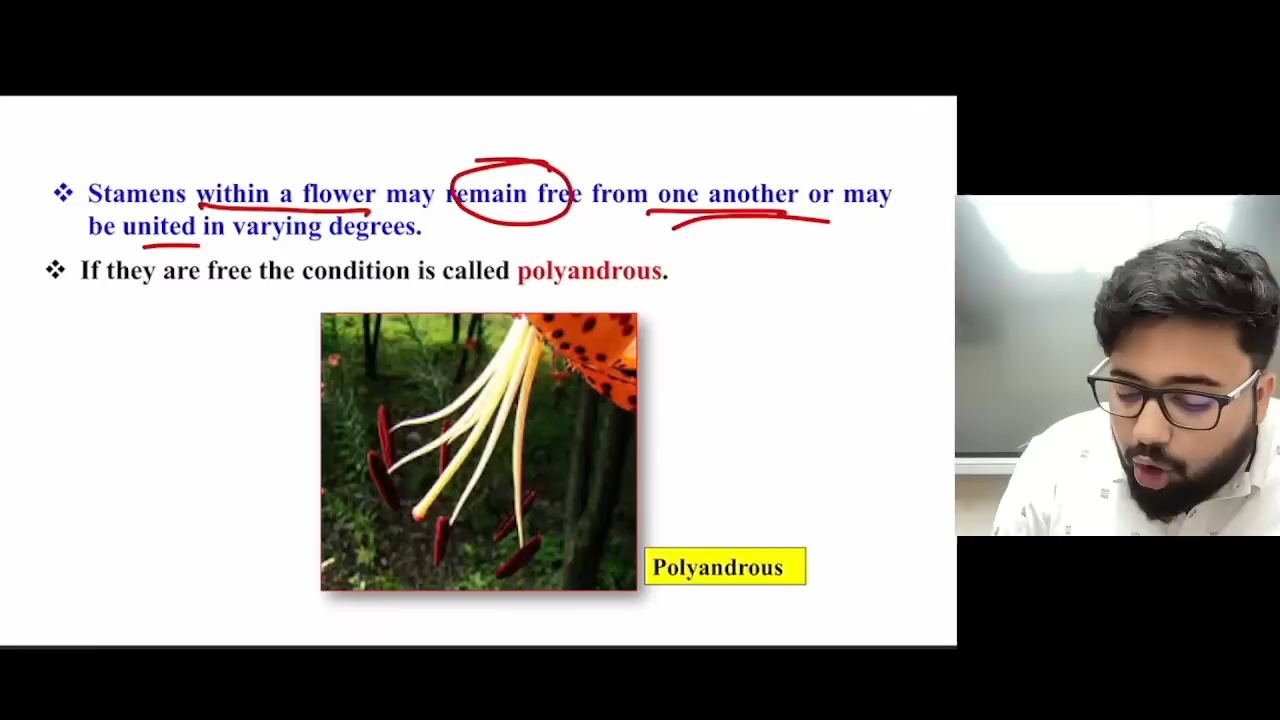 ❖ Stamens within a flower may remain free from one another or may
be united in varying degrees.
❖ If they are free the condition is called polyandrous.
Polyandrous